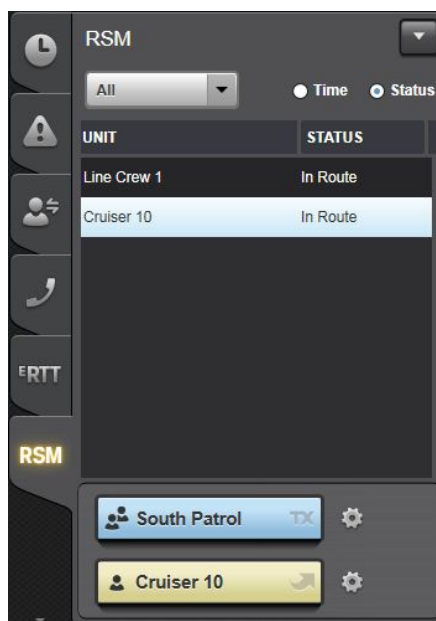 RSM
All
Time
Status
UNIT STATUS
Line Crew 1 In Route
Cruiser 10 In Route
ERTT
RSM
South Patrol TX
Cruiser 10